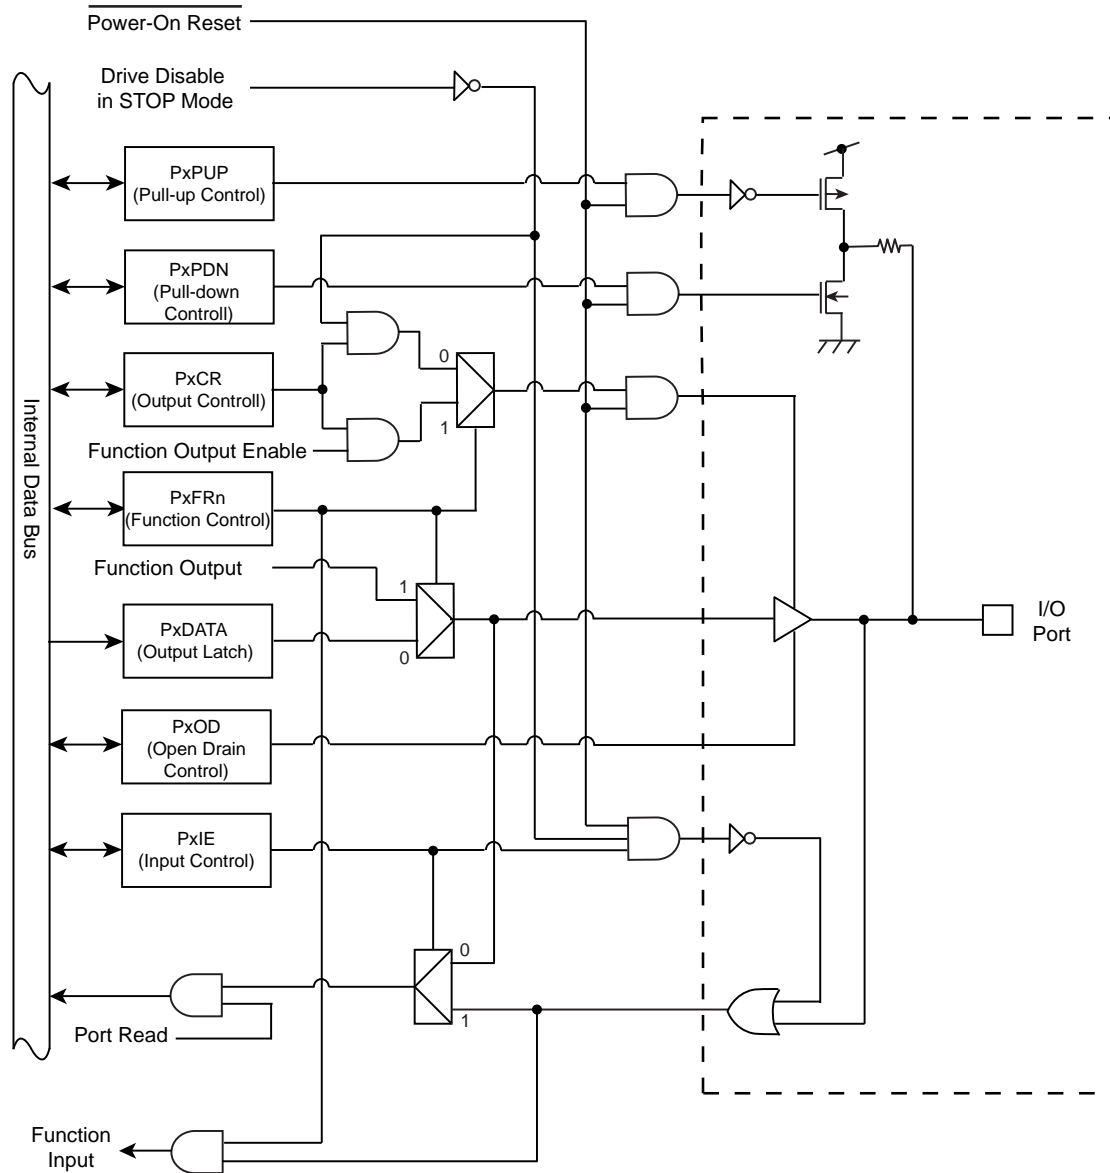 Power-On Reset
Drive Disable
in STOP Mode
PxPUP
(Pull-up Control)
PxPDN
(Pull-down
Controll)
0
PxCR
(Output Controll)
1
Internal Data Bus
Function Output Enable
PxFRn
(Function Control)
Function Output
1
I/O
Port
PxDATA
(Output Latch)
0
PxOD
(Open Drain
Control)
PxIE
(Input Control)
0
1
Port Read
Function
Input